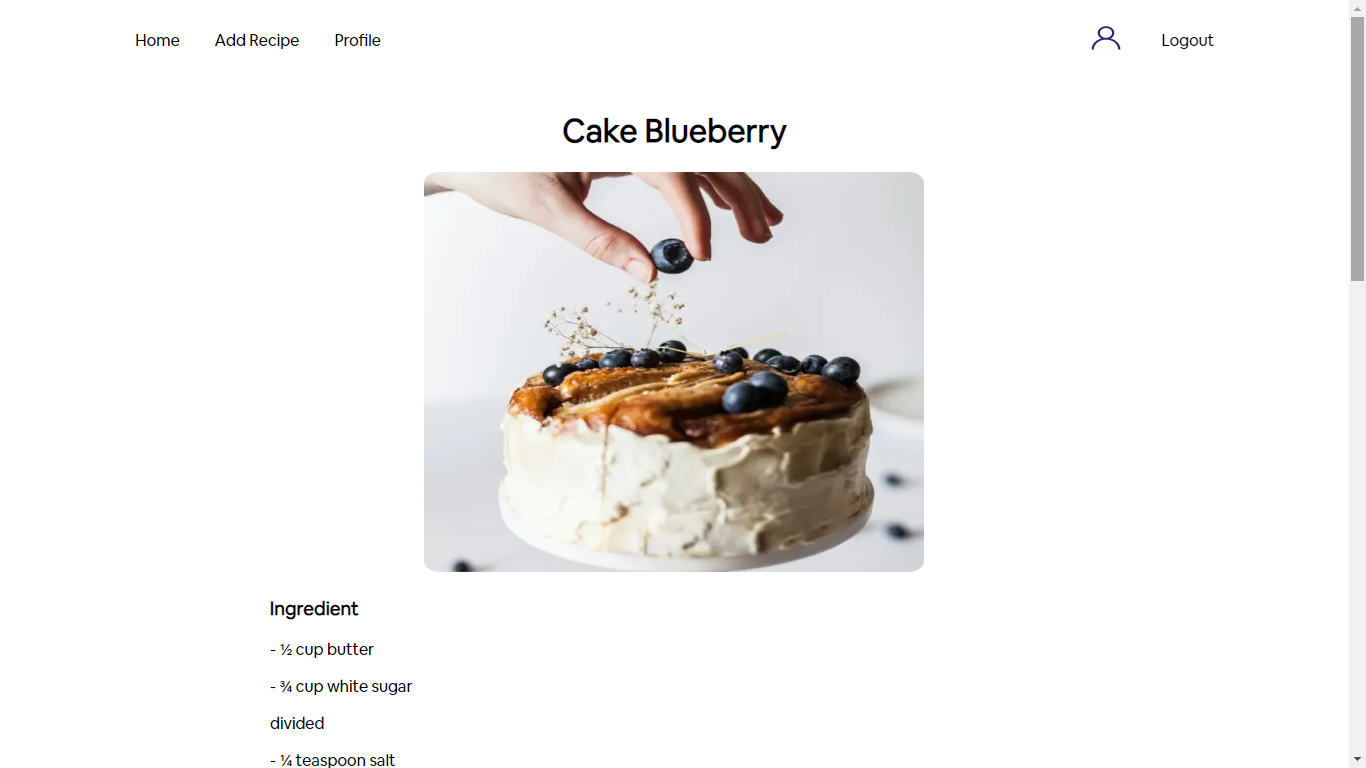 Home Add Recipe Profile Logout
Cake Blueberry
Ingredient
- ½ cup butter
- ¾ cup white sugar
divided
- ¼ teaspoon salt